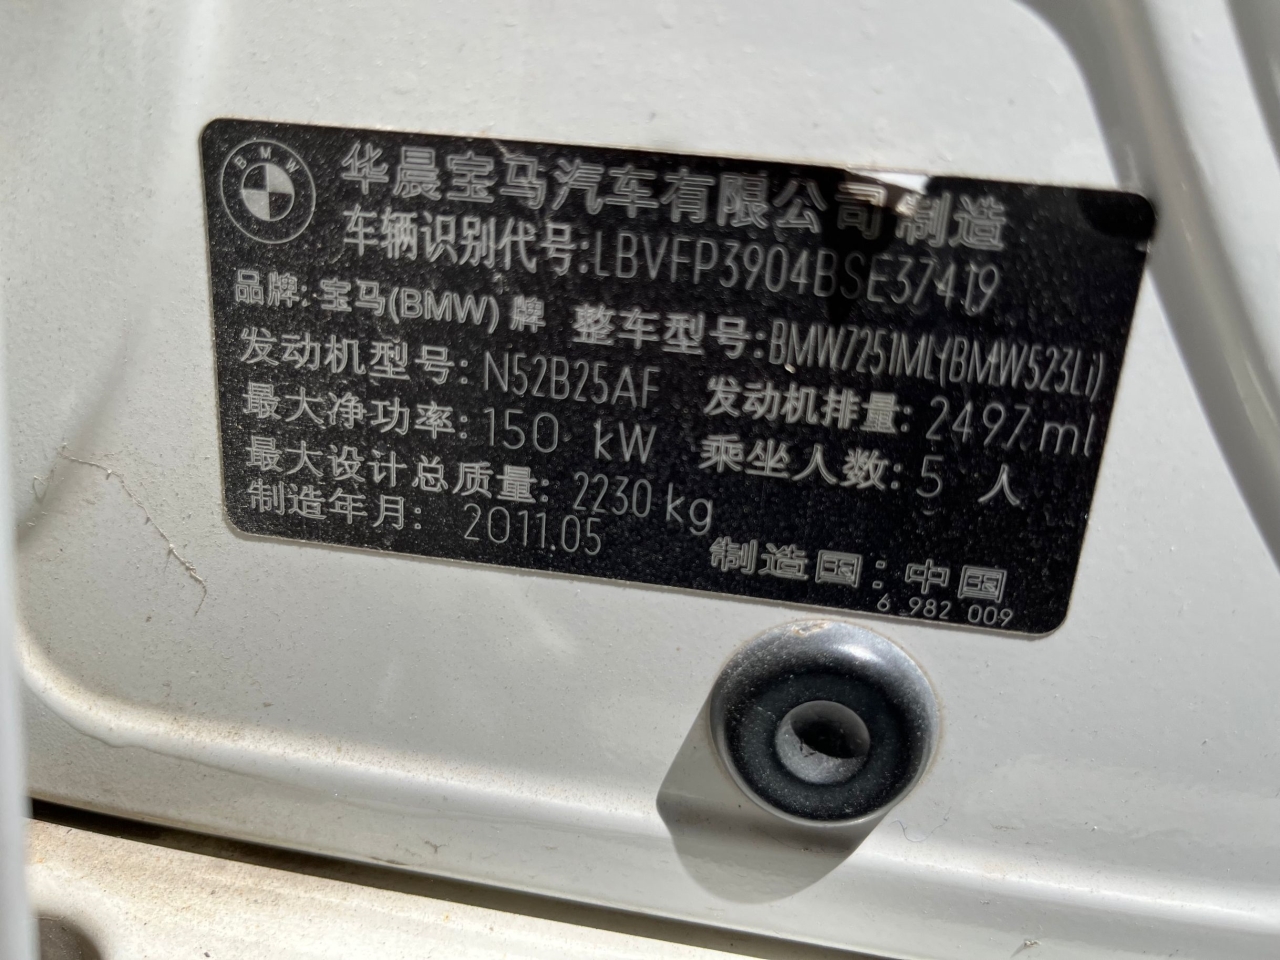 BMW
华晨宝马汽车有限公司制造
车辆识别代号:LBVFP3904BSE37419
品牌: 宝马(BMW) 牌 整车型号:BMW7251ML(BMW523Li)
发动机型号: N52B25AF 发动机排量: 2497 ml
最大净功率: 150 kW 乘坐人数: 5 人
最大设计总质量: 2230 kg
制造年月: 2011.05 制造国: 中国
6 982 009